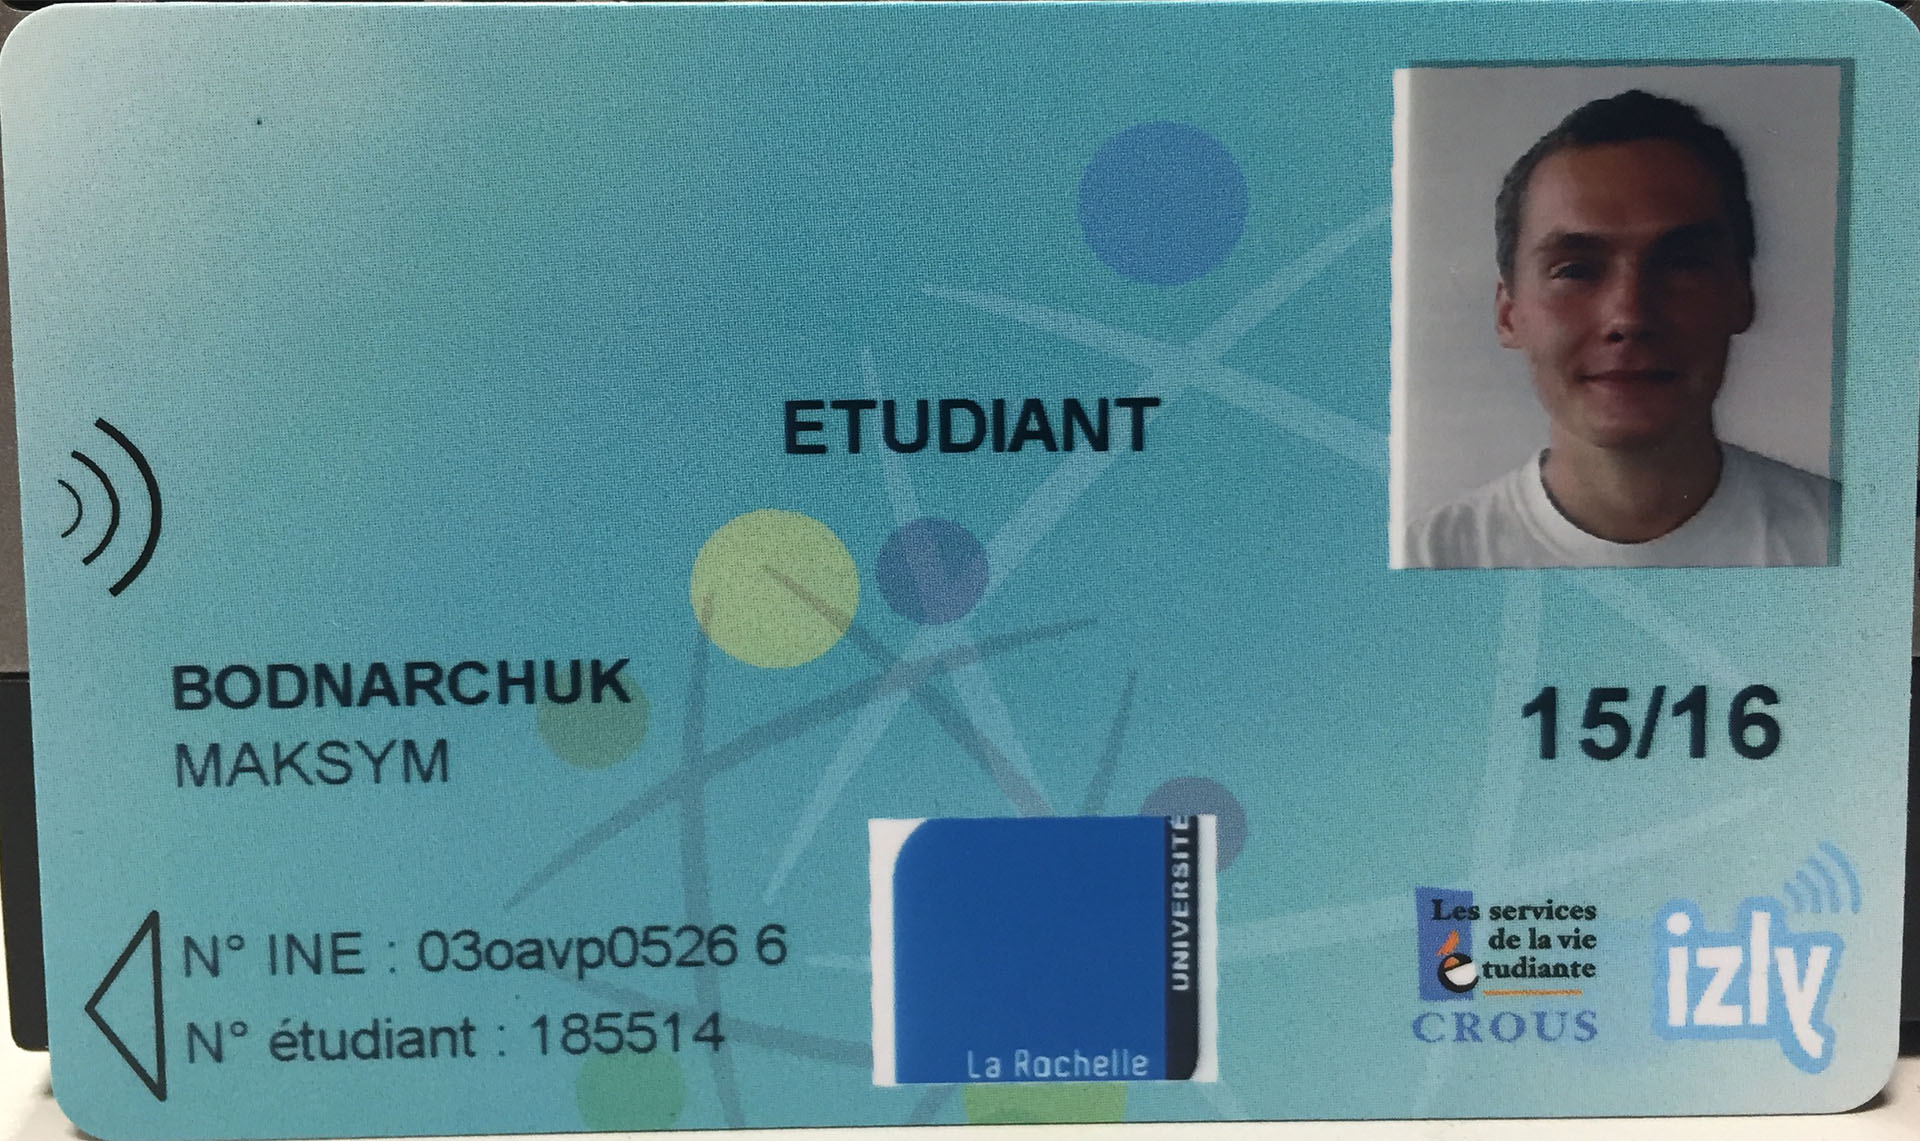 ETUDIANT
BODNARCHUK
MAKSYM
15/16
N° INE : 03oavp0526 6
N° étudiant : 185514
UNIVERSITÉ
La Rochelle
Les services
de la vie
étudiante
CROUS
izly